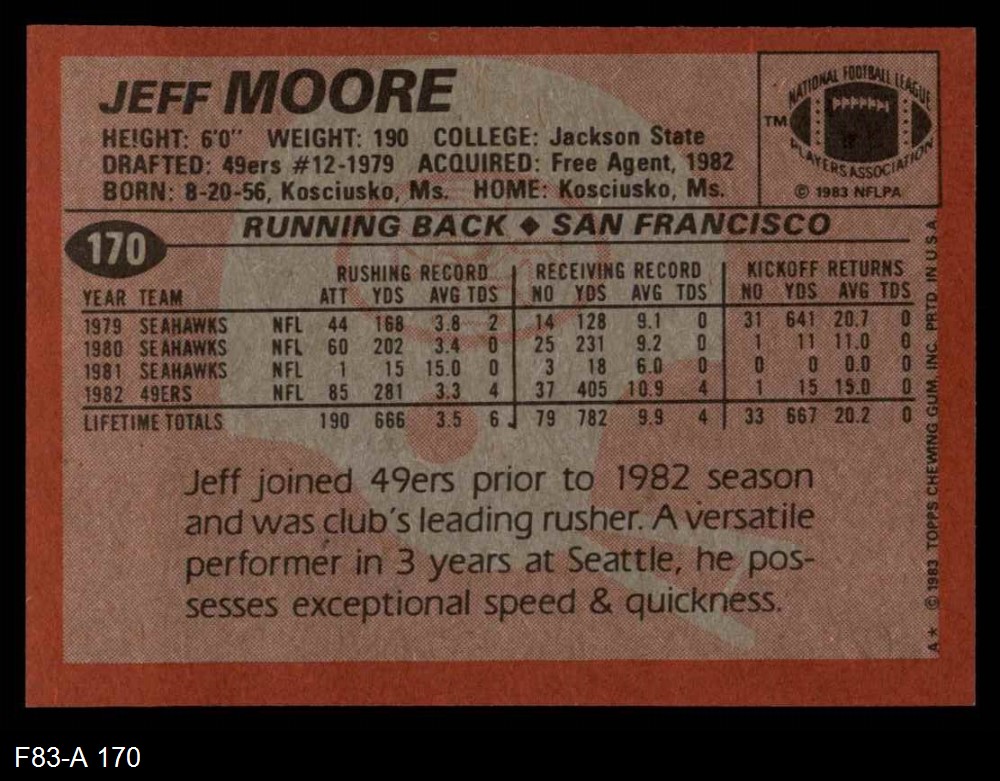 JEFF MOORE
HEIGHT: 6'0" WEIGHT: 190 COLLEGE: Jackson State
DRAFTED: 49ers #12-1979 ACQUIRED: Free Agent, 1982
BORN: 8-20-56, Kosciusko, Ms. HOME: Kosciusko, Ms.
NATIONAL FOOTBALL LEAGUE
TM
PLAYERS ASSOCIATION
© 1983 NFLPA
170
RUNNING BACK ♦ SAN FRANCISCO
RUSHING RECORD RECEIVING RECORD KICKOFF RETURNS
YEAR TEAM ATT YDS AVG TDS NO YDS AVG TDS NO YDS AVG TDS
1979 SEAHAWKS NFL 44 168 3.8 2 14 128 9.1 0 31 641 20.7 0
1980 SEAHAWKS NFL 60 202 3.4 0 25 231 9.2 0 1 11 11.0 0
1981 SEAHAWKS NFL 1 15 15.0 0 3 18 6.0 0 0 0 0.0 0
1982 49ERS NFL 85 281 3.3 4 37 405 10.9 4 1 15 15.0 0
LIFETIME TOTALS 190 666 3.5 6 79 782 9.9 4 33 667 20.2 0
Jeff joined 49ers prior to 1982 season
and was club's leading rusher. A versatile
performer in 3 years at Seattle, he pos-
sesses exceptional speed & quickness.
A* © 1983 TOPPS CHEWING GUM, INC. PRTD. IN U.S.A.
F83-A 170